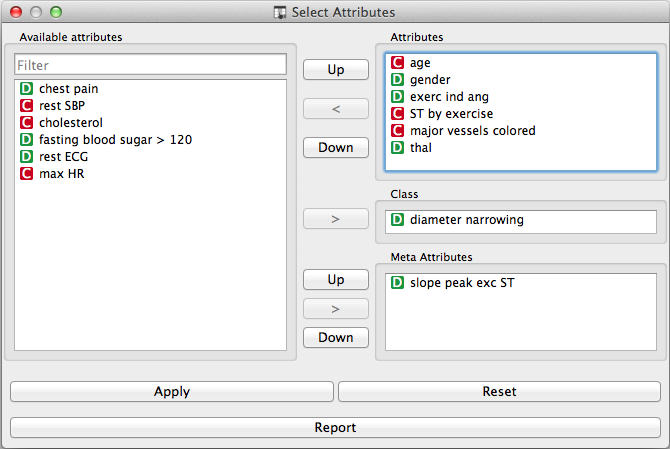 Select Attributes
Available attributes
Filter
D chest pain
C rest SBP
C cholesterol
D fasting blood sugar > 120
D rest ECG
C max HR
Up
<
Down
>
Up
>
Down
Attributes
C age
D gender
D exerc ind ang
C ST by exercise
C major vessels colored
D thal
Class
D diameter narrowing
Meta Attributes
D slope peak exc ST
Apply
Reset
Report